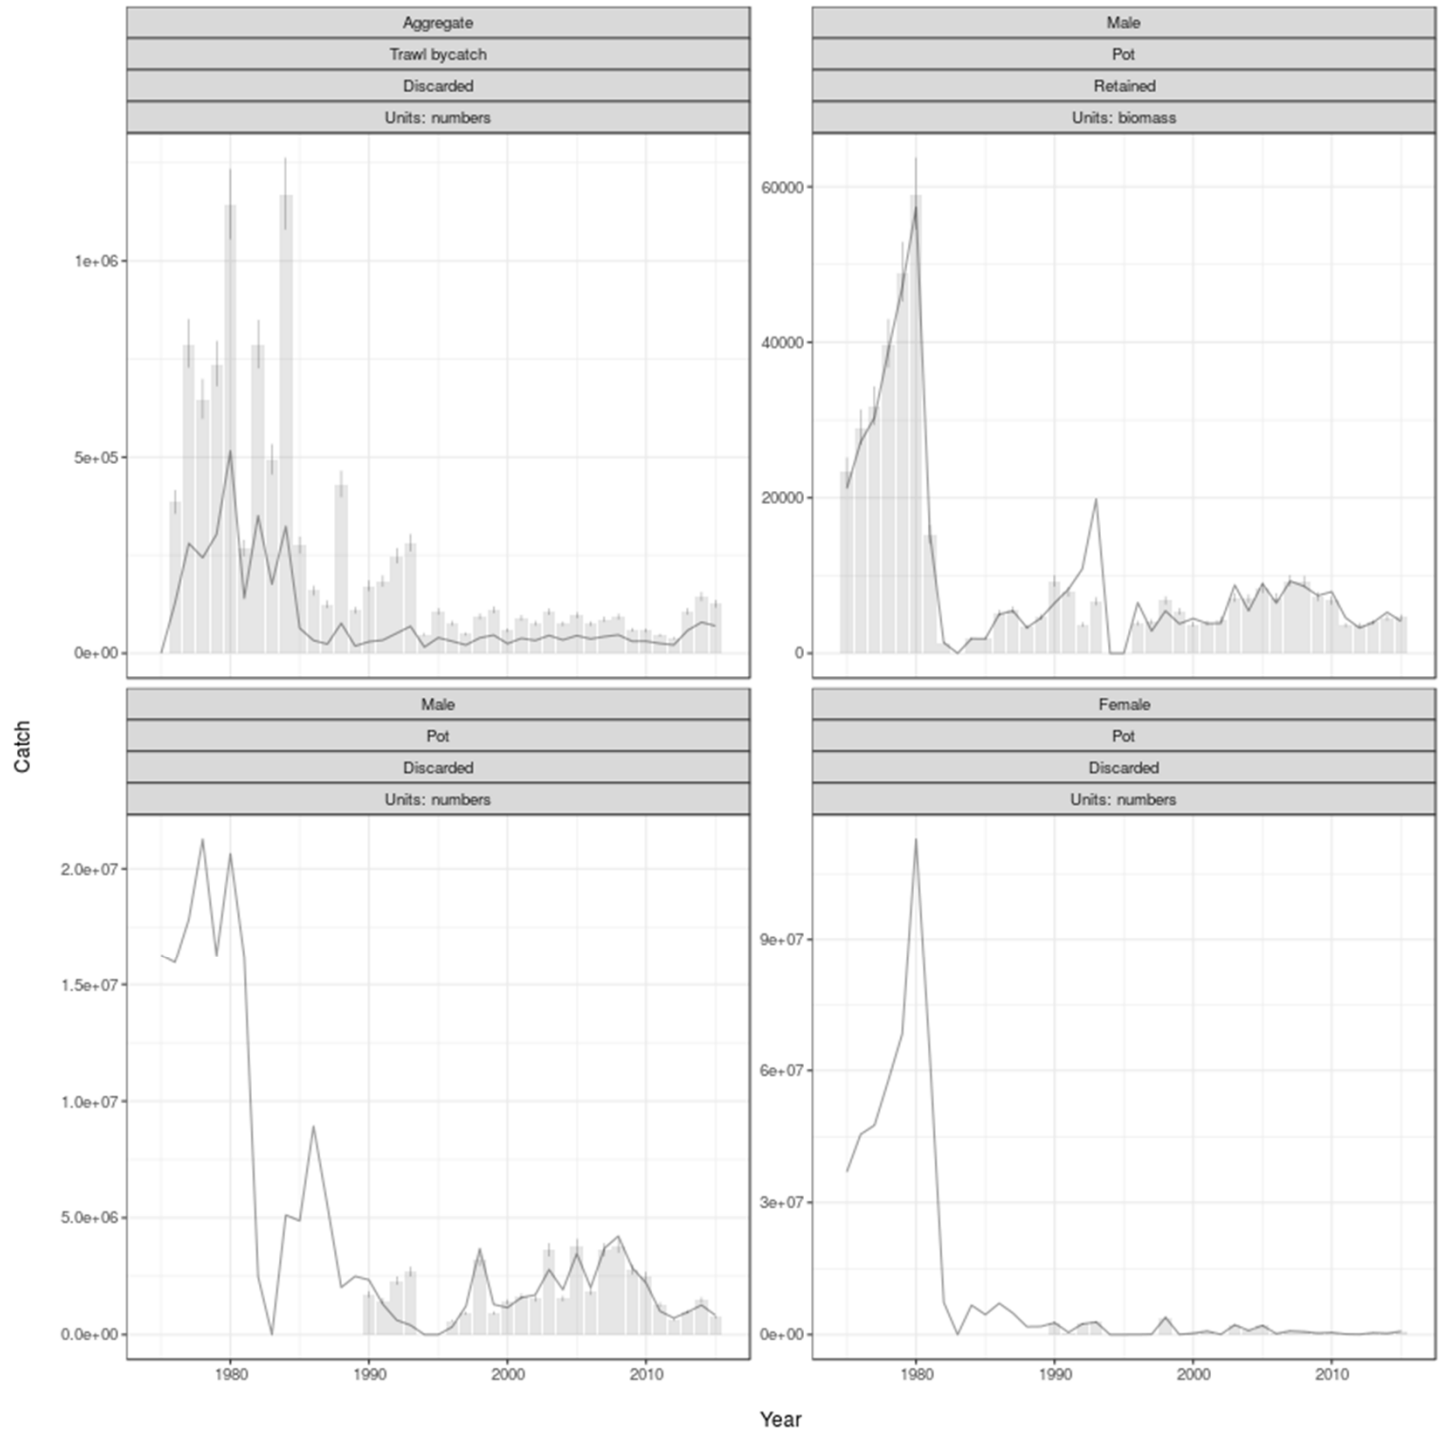 Aggregate
Trawl bycatch
Discarded
Units: numbers
Male
Pot
Retained
Units: biomass
1e+06
5e+05
0e+00
60000
40000
20000
0
Male
Pot
Discarded
Units: numbers
Female
Pot
Discarded
Units: numbers
2.0e+07
1.5e+07
1.0e+07
5.0e+06
0.0e+00
9e+07
6e+07
3e+07
0e+00
1980 1990 2000 2010
1980 1990 2000 2010
Catch
Year